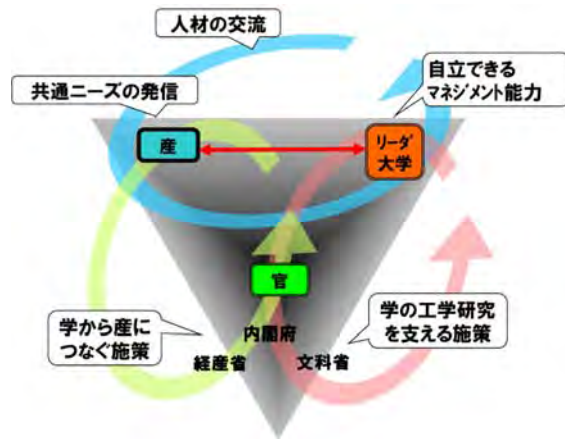 人材の交流
共通ニーズの発信
自立できる
マネジメント能力
産
リーダ
大学
官
学から産に
つなぐ施策
内閣府
経産省
文科省
学の工学研究
を支える施策